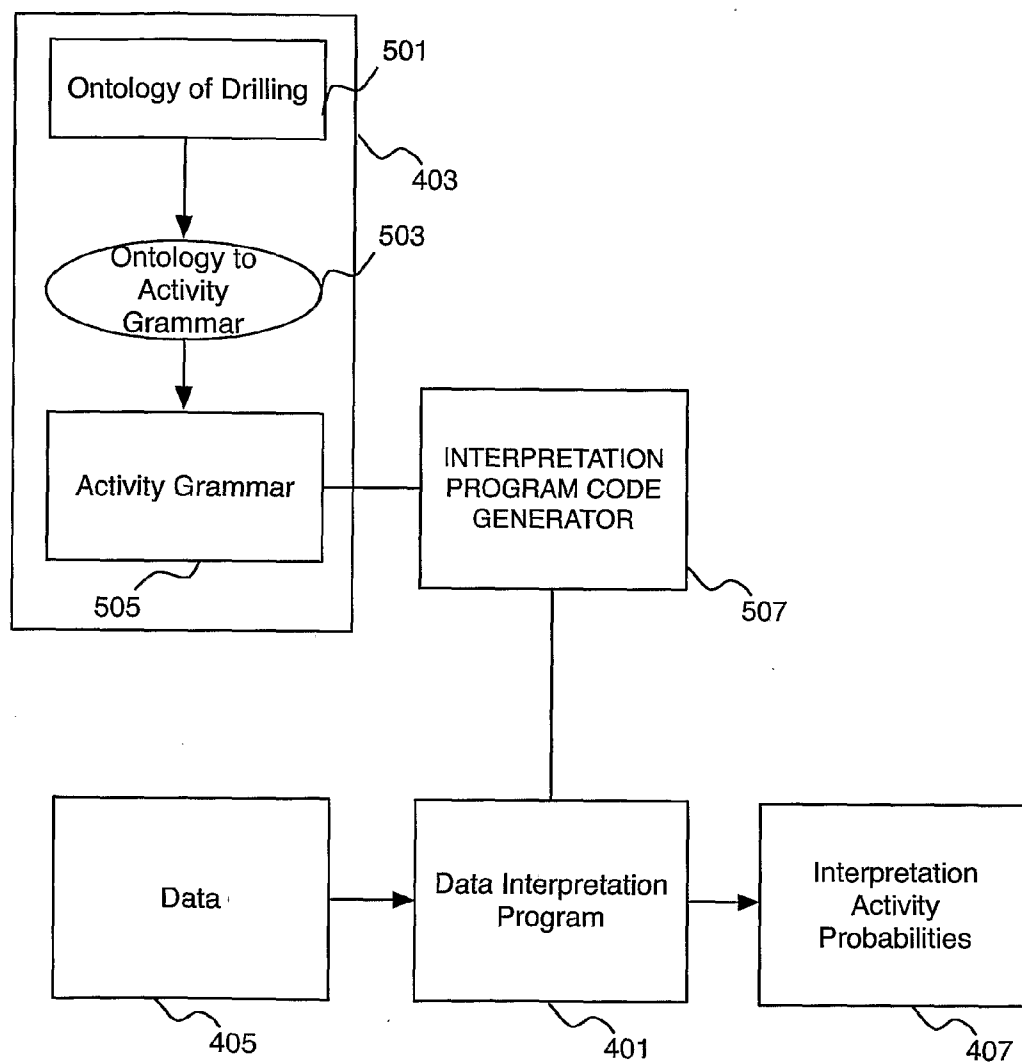 501
Ontology of Drilling
403
503
Ontology to
Activity
Grammar
Activity Grammar
INTERPRETATION
PROGRAM CODE
GENERATOR
505
507
Data
Data Interpretation
Program
Interpretation
Activity
Probabilities
405
401
407